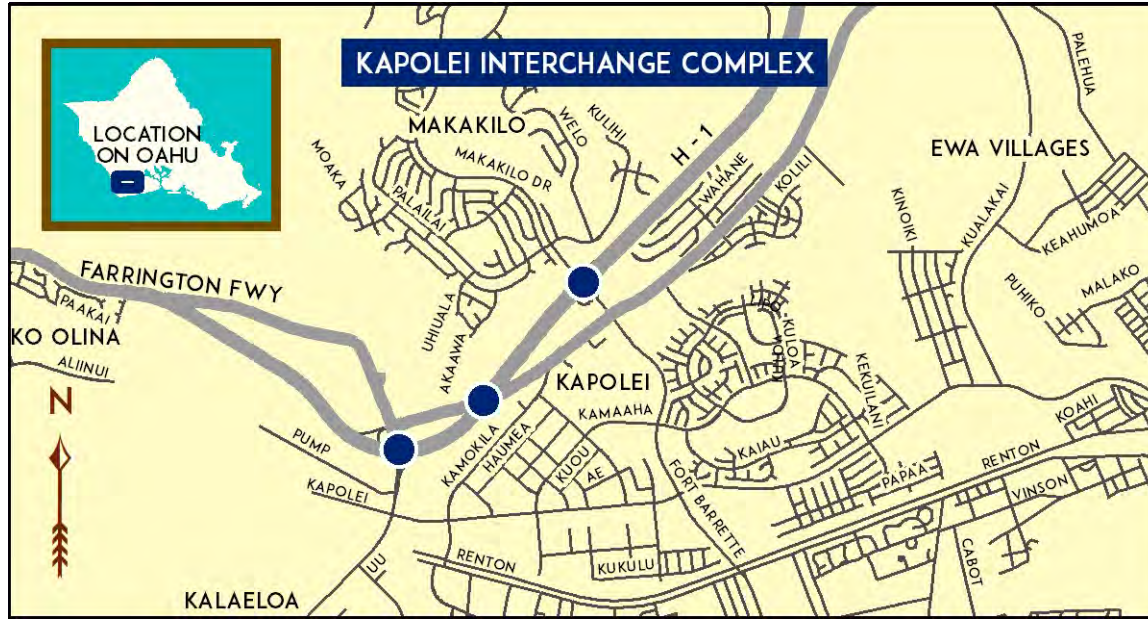 KAPOLEI INTERCHANGE COMPLEX
LOCATION
ON OAHU
MAKAKILO
MAKAKILO DR
WELO
KULIHI
MOAKA
PALAILAI
H - 1
WAHANE
KOLILI
PALEHUA
EWA VILLAGES
KINOIKI
KUALAKAI
KEAHUMOA
PUHIKO
MALAKO
FARRINGTON FWY
PAAKAI
KO OLINA
ALIINUI
UHIUALA
AKAAWA
N
KAPOLEI
KAMAAHA
KULOA
KEKUILANI
KOAHI
RENTON
PUMP
KAPOLEI
KAMOKILA
HAUMEA
KUOU
AE
KAIAU
PAPAA
VINSON
FORT BARRETTE
CABOT
UU
RENTON
KUKULU
KALAELOA